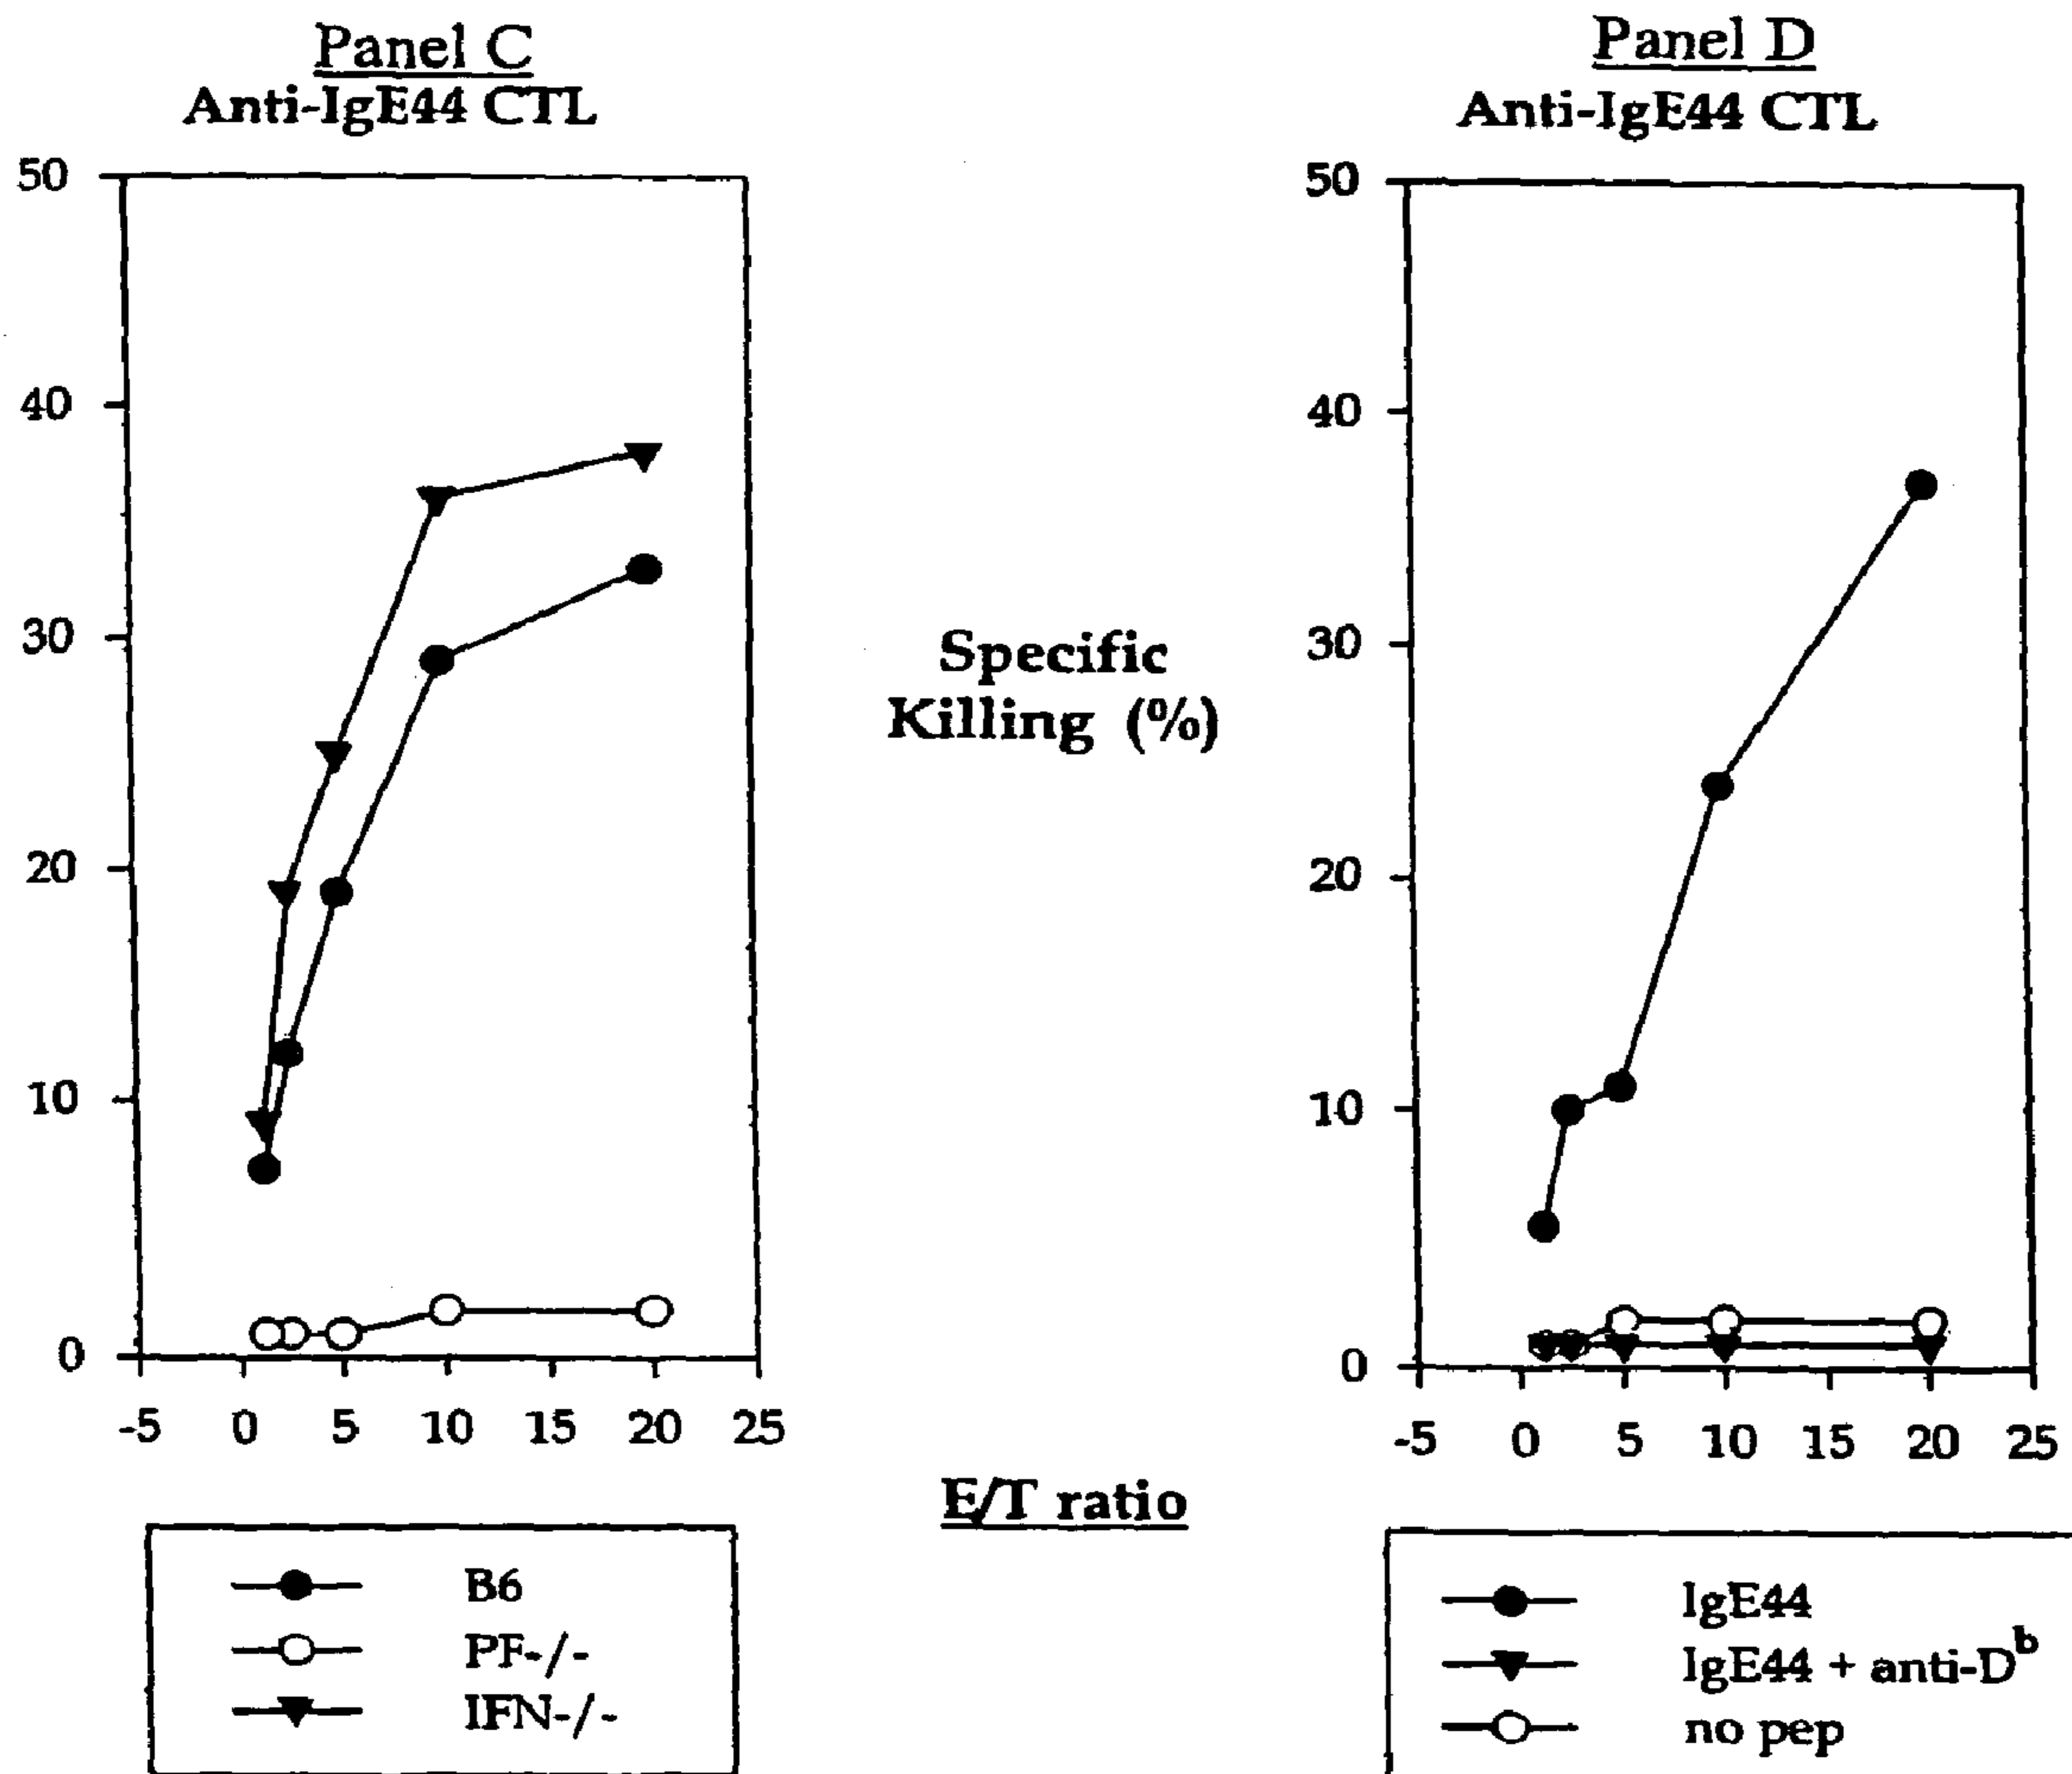 Panel C
Anti-IgE44 CTL
50
40
30
20
10
0
-5 0 5 10 15 20 25
B6
PF-/-
IFN-/-
Specific
Killing (%)
E/T ratio
Panel D
Anti-IgE44 CTL
50
40
30
20
10
0
-5 0 5 10 15 20 25
IgE44
IgE44 + anti-Dᵇ
no pep